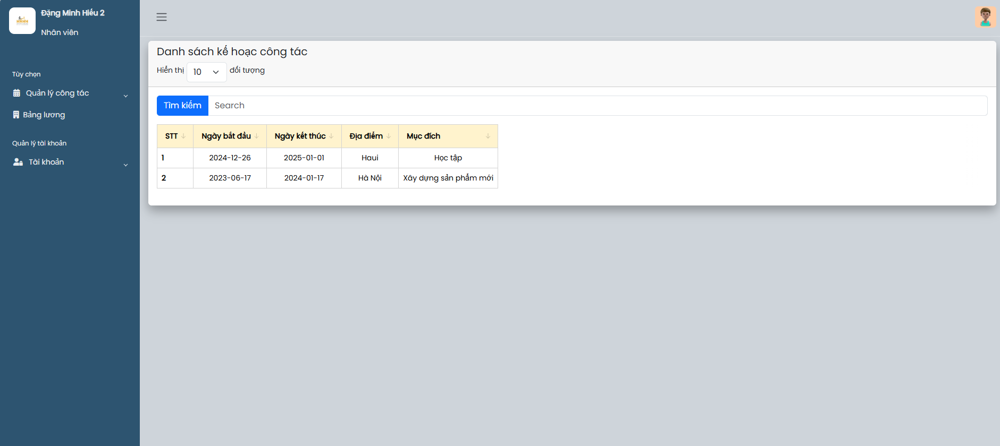 Đặng Minh Hiếu 2
Nhân viên
Tùy chọn
Quản lý công tác
Bảng lương
Quản lý tài khoản
Tài khoản
Danh sách kế hoạc công tác
Hiển thị 10 đối tượng
Tìm kiếm Search
STT Ngày bắt đầu Ngày kết thúc Địa điểm Mục đích
1 2024-12-26 2025-01-01 Haui Học tập
2 2023-06-17 2024-01-17 Hà Nội Xây dựng sản phẩm mới